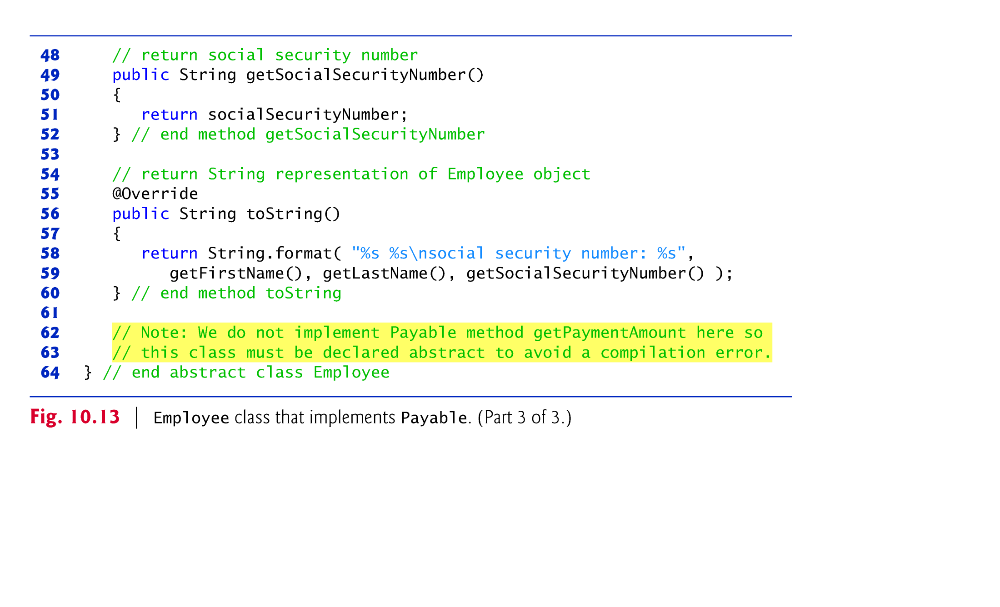 48 // return social security number
49 public String getSocialSecurityNumber()
50 {
51 return socialSecurityNumber;
52 } // end method getSocialSecurityNumber
53
54 // return String representation of Employee object
55 @Override
56 public String toString()
57 {
58 return String.format( "%s %s\nsocial security number: %s",
59 getFirstName(), getLastName(), getSocialSecurityNumber() );
60 } // end method toString
61
62 // Note: We do not implement Payable method getPaymentAmount here so
63 // this class must be declared abstract to avoid a compilation error.
64 } // end abstract class Employee
Fig. 10.13 | Employee class that implements Payable. (Part 3 of 3.)